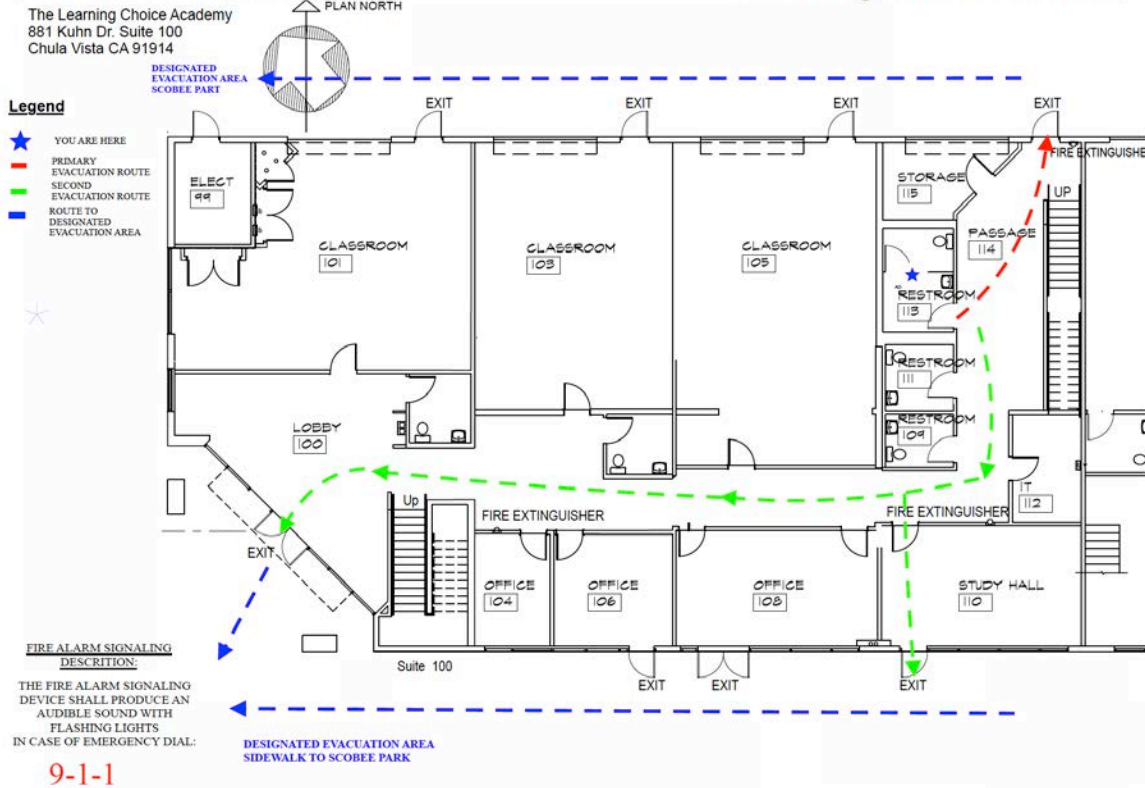 The Learning Choice Academy
881 Kuhn Dr. Suite 100
Chula Vista CA 91914
PLAN NORTH
DESIGNATED
EVACUATION AREA
SCOBEE PART
Legend
YOU ARE HERE
PRIMARY
EVACUATION ROUTE
SECOND
EVACUATION ROUTE
ROUTE TO
DESIGNATED
EVACUATION AREA
EXIT
EXIT
EXIT
EXIT
FIRE EXTINGUISHE
ELECT
99
CLASSROOM
101
CLASSROOM
103
CLASSROOM
105
STORAGE
115
UP
PASSAGE
114
RESTROOM
113
RESTROOM
111
RESTROOM
109
LOBBY
100
IT
112
Up
FIRE EXTINGUISHER
FIRE EXTINGUISHER
EXIT
OFFICE
104
OFFICE
106
OFFICE
108
STUDY HALL
110
Suite 100
EXIT
EXIT
EXIT
FIRE ALARM SIGNALING
DESCRITION:
THE FIRE ALARM SIGNALING
DEVICE SHALL PRODUCE AN
AUDIBLE SOUND WITH
FLASHING LIGHTS
IN CASE OF EMERGENCY DIAL:
9-1-1
DESIGNATED EVACUATION AREA
SIDEWALK TO SCOBEE PARK